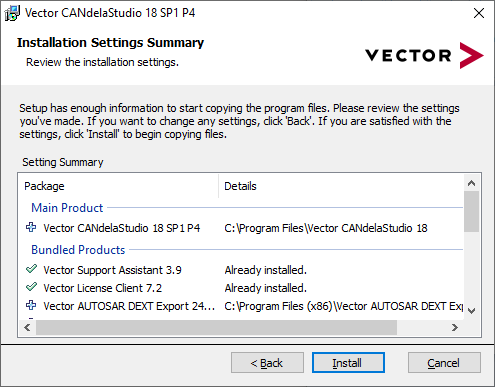 Vector CANdelaStudio 18 SP1 P4
Installation Settings Summary
Review the installation settings.
VECTOR
Setup has enough information to start copying the program files. Please review the settings
you've made. If you want to change any settings, click 'Back'. If you are satisfied with the
settings, click 'Install' to begin copying files.
Setting Summary
Package Details
Main Product
Vector CANdelaStudio 18 SP1 P4 C:\Program Files\Vector CANdelaStudio 18
Bundled Products
Vector Support Assistant 3.9 Already installed.
Vector License Client 7.2 Already installed.
Vector AUTOSAR DEXT Export 24... C:\Program Files (x86)\Vector AUTOSAR DEXT Exp
< Back Install Cancel